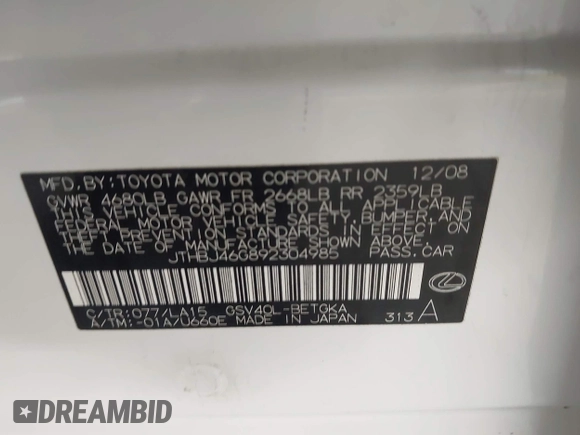 MFD. BY: TOYOTA MOTOR CORPORATION 12/08
GVWR 4680LB GAWR FR 2668LB RR 2359LB
THIS VEHICLE CONFORMS TO ALL APPLICABLE
FEDERAL MOTOR VEHICLE SAFETY, BUMPER, AND
THEFT PREVENTION STANDARDS IN EFFECT ON
THE DATE OF MANUFACTURE SHOWN ABOVE.
JTHBJ46G892304985 PASS. CAR
C/TR: 077/LA15 GSV40L-BETGKA
A/TM: -01A/U660E MADE IN JAPAN 313 A
DREAMBID